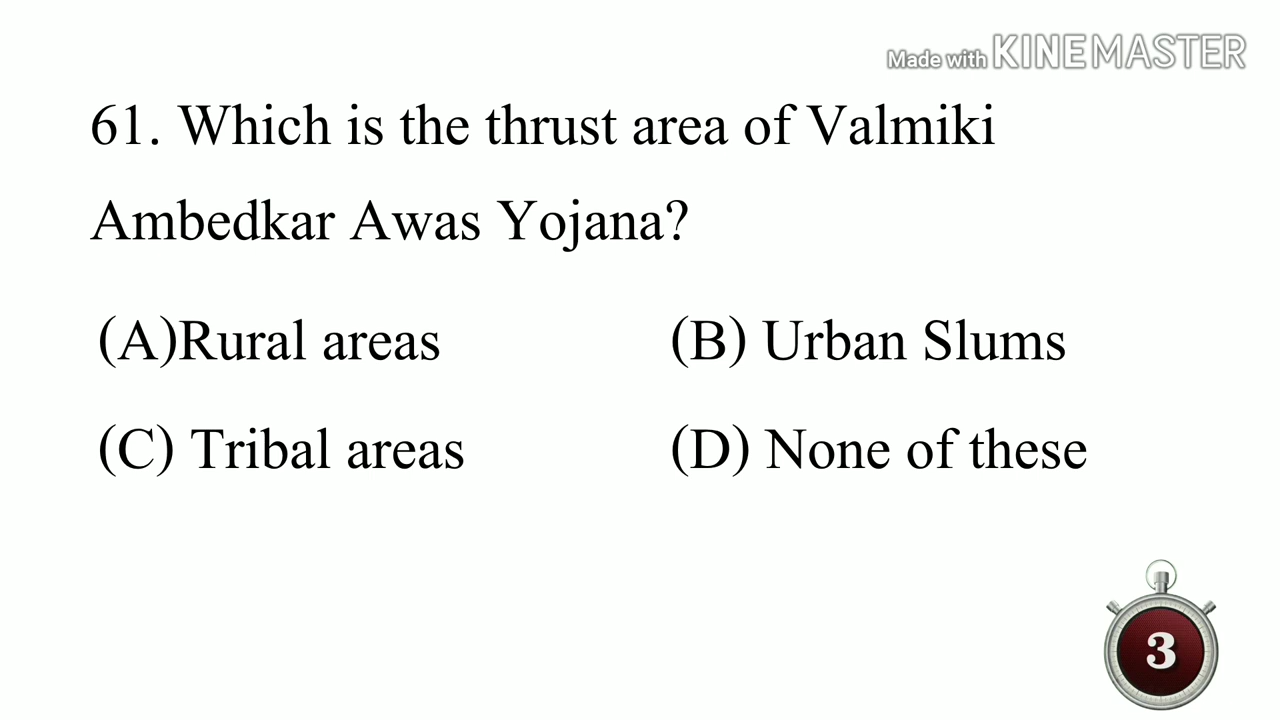 Made with KINEMASTER
61. Which is the thrust area of Valmiki
Ambedkar Awas Yojana?
(A)Rural areas
(B) Urban Slums
(C) Tribal areas
(D) None of these
3